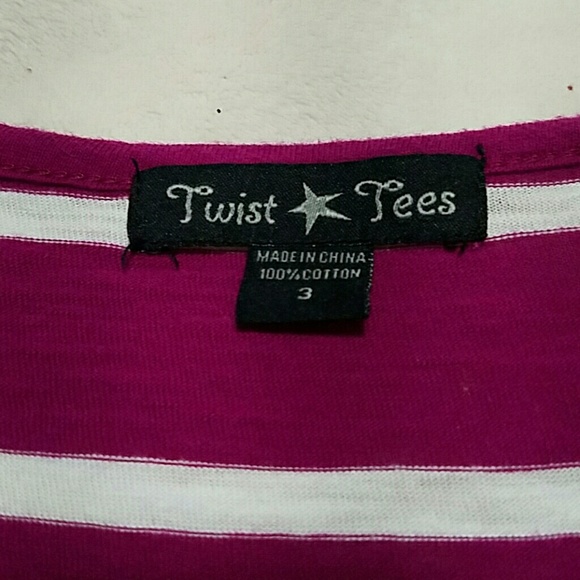 Twist Tees
MADE IN CHINA
100% COTTON
3